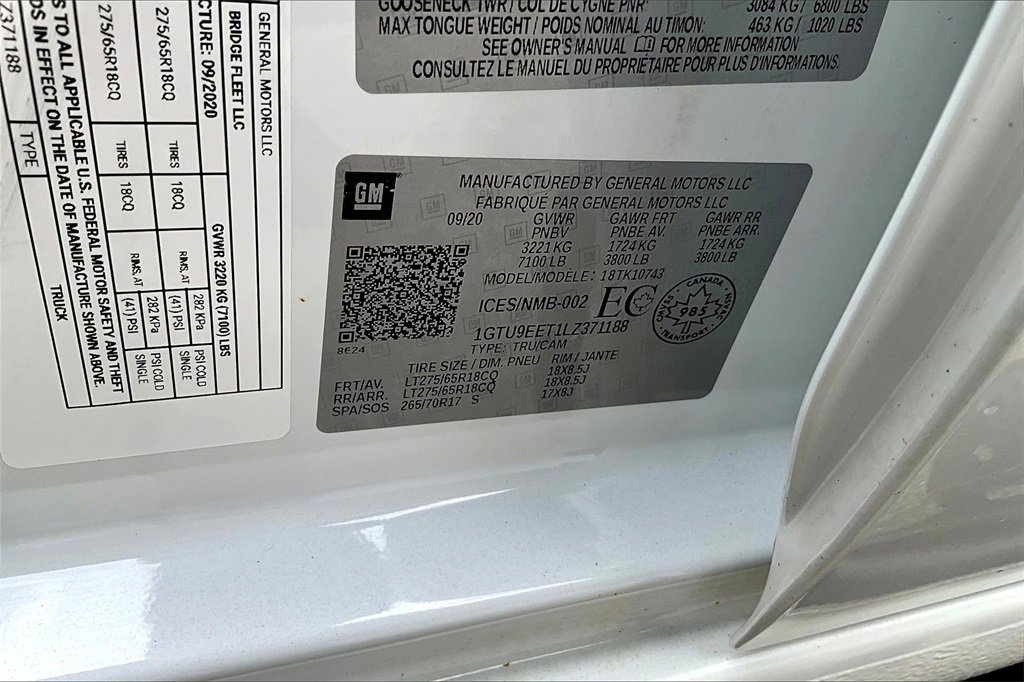 GOOSENECK TWR / COL DE CYGNE PNR: 3084 KG / 6800 LBS
MAX TONGUE WEIGHT / POIDS NOMINAL AU TIMON: 463 KG / 1020 LBS
SEE OWNER'S MANUAL FOR MORE INFORMATION
CONSULTEZ LE MANUEL DU PROPRIÉTAIRE POUR PLUS D'INFORMATIONS.
GM
MANUFACTURED BY GENERAL MOTORS LLC
FABRIQUÉ PAR GENERAL MOTORS LLC
09/20 GVWR GAWR FRT GAWR RR
PNBV PNBE AV. PNBE ARR.
3221 KG 1724 KG 1724 KG
7100 LB 3800 LB 3800 LB
MODEL/MODÈLE: 18TK10743
ICES/NMB-002 EC
CANADA
985
1GTU9EET1LZ371188
8624
TYPE: TRU/CAM
TIRE SIZE / DIM. PNEU RIM / JANTE
FRT/AV. LT275/65R18CQ 18X8.5J
RR/ARR. LT275/65R18CQ 18X8.5J
SPA/SOS 265/70R17 S 17X8J
GENERAL MOTORS LLC
BRIDGE FLEET LLC
CTURE: 09/2020 GVWR 3220 KG (7100) LBS
275/65R18CQ TIRES 18CQ RIMS, AT 282 KPa (41) PSI PSI COLD SINGLE
275/65R18CQ TIRES 18CQ RIMS, AT 282 KPa (41) PSI PSI COLD SINGLE
S TO ALL APPLICABLE U.S. FEDERAL MOTOR SAFETY AND THEFT
DS IN EFFECT ON THE DATE OF MANUFACTURE SHOWN ABOVE.
Z371188 TYPE TRUCK